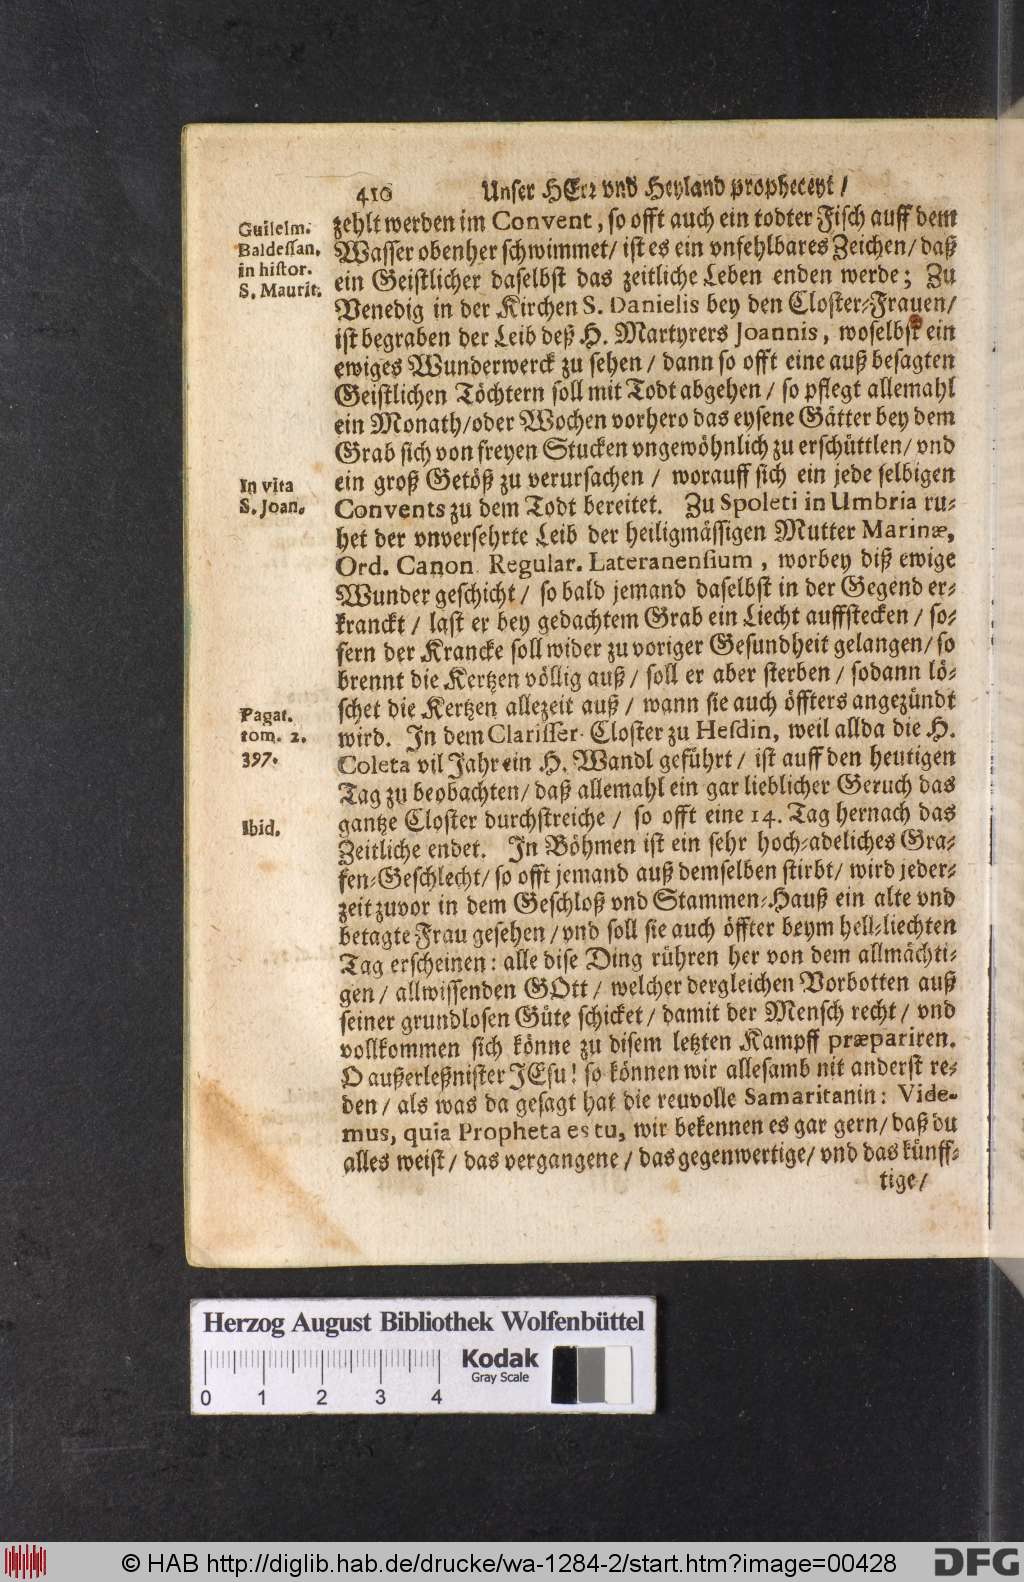 410 Unser HErr vnd Heyland propheceyt /
Guilelm.
Baldessan.
in histor.
S. Maurit.
zehlt werden im Convent, so offt auch ein todter Fisch auff dem
Wasser obenher schwimmet / ist es ein vnfehlbares Zeichen / daß
ein Geistlicher daselbst das zeitliche Leben enden werde; Zu
Venedig in der Kirchen S. Danielis bey den Closter-Frauen /
ist begraben der Leib deß H. Martyrers Joannis, woselbst ein
ewiges Wunderwerck zu sehen / dann so offt eine auß besagten
Geistlichen Töchtern soll mit Todt abgehen / so pflegt allemahl
ein Monath / oder Wochen vorhero das eysene Gätter bey dem
Grab sich von freyen Stucken vngewöhnlich zu erschüttlen / vnd
In vita
S. Joan.
ein groß Getöß zu verursachen / worauff sich ein jede selbigen
Convents zu dem Todt bereitet. Zu Spoleti in Umbria ru-
het der vnversehrte Leib der heiligmässigen Mutter Marinæ,
Ord. Canon. Regular. Lateranensium, worbey diß ewige
Wunder geschicht / so bald jemand daselbst in der Gegend er-
kranckt / last er bey gedachtem Grab ein Liecht auffstecken / so-
fern der Krancke soll wider zu voriger Gesundheit gelangen / so
brennt die Kertzen völlig auß / soll er aber sterben / sodann lö-
Pagat.
tom. 2.
397.
schet die Kertzen allezeit auß / wann sie auch öffters angezündt
wird. In dem Clarisser-Closter zu Hesdin, weil allda die H.
Coleta vil Jahr ein H. Wandl geführt / ist auff den heutigen
Tag zu beobachten / daß allemahl ein gar lieblicher Geruch das
Ibid.
gantze Closter durchstreiche / so offt eine 14. Tag hernach das
Zeitliche endet. In Böhmen ist ein sehr hoch-adeliches Gra-
fen-Geschlecht / so offt jemand auß demselben stirbt / wird jeder-
zeit zuvor in dem Geschloß vnd Stammen-Hauß ein alte vnd
betagte Frau gesehen / vnd soll sie auch öffter beym hell-liechten
Tag erscheinen: alle dise Ding rühren her von dem allmächti-
gen / allwissenden GOtt / welcher dergleichen Vorbotten auß
seiner grundlosen Güte schicket / damit der Mensch recht / vnd
vollkommen sich könne zu disem letzten Kampff præpariren.
O außerleßnister JEsu! so können wir allesamb nit anderst re-
den / als was da gesagt hat die reuvolle Samaritanin: Vide-
mus, quia Propheta es tu, wir bekennen es gar gern / daß du
alles weist / das vergangene / das gegenwertige / vnd das künff-
tige /
Herzog August Bibliothek Wolfenbüttel
Kodak
Gray Scale
0 1 2 3 4
© HAB http://diglib.hab.de/drucke/wa-1284-2/start.htm?image=00428
DFG